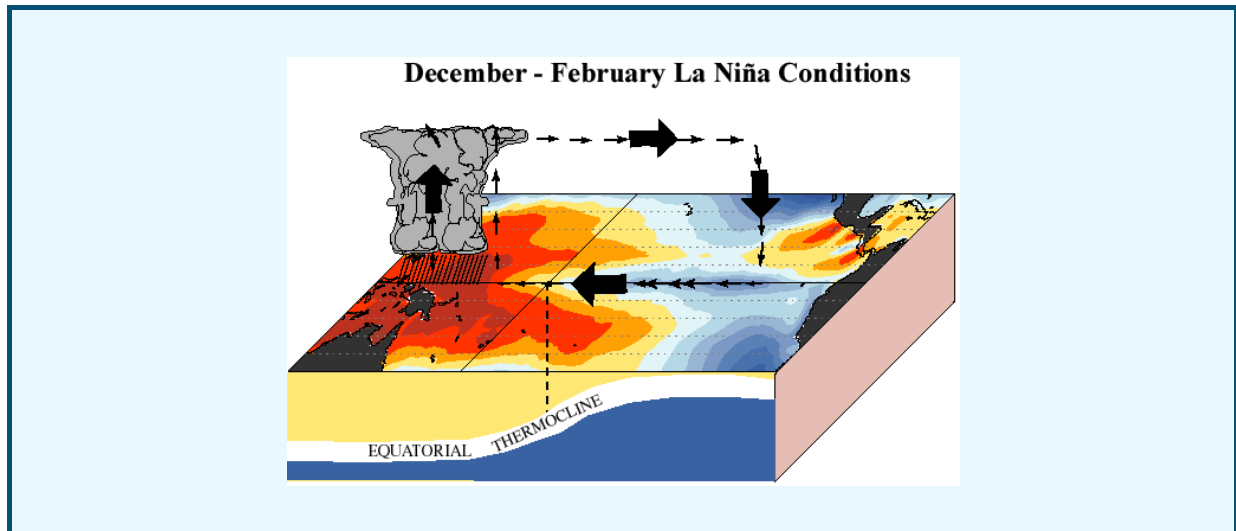 December - February La Niña Conditions
EQUATORIAL THERMOCLINE